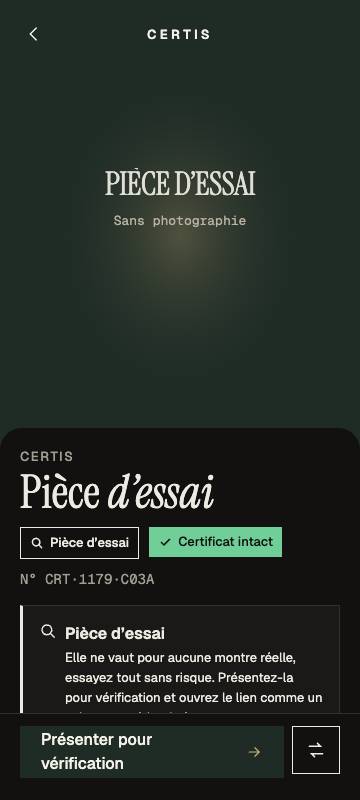 CERTIS
PIÈCE D’ESSAI
Sans photographie
CERTIS
Pièce d’essai
Pièce d’essai
Certificat intact
N° CRT·1179·C03A
Pièce d’essai
Elle ne vaut pour aucune montre réelle,
essayez tout sans risque. Présentez-la
pour vérification et ouvrez le lien comme un
Présenter pour
vérification